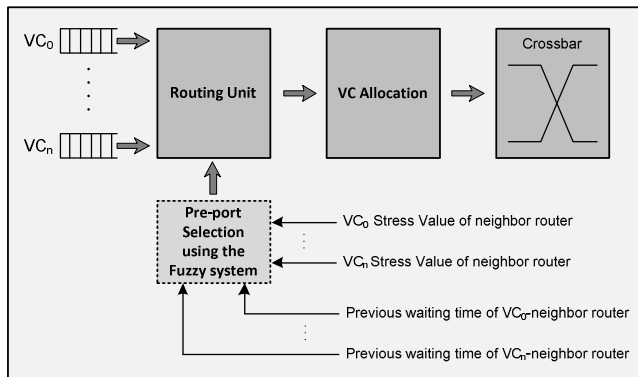 VC₀
Routing Unit
VC Allocation
Crossbar
VCₙ
Pre-port
Selection
using the
Fuzzy system
VC₀ Stress Value of neighbor router
VCₙ Stress Value of neighbor router
Previous waiting time of VC₀-neighbor router
Previous waiting time of VCₙ-neighbor router